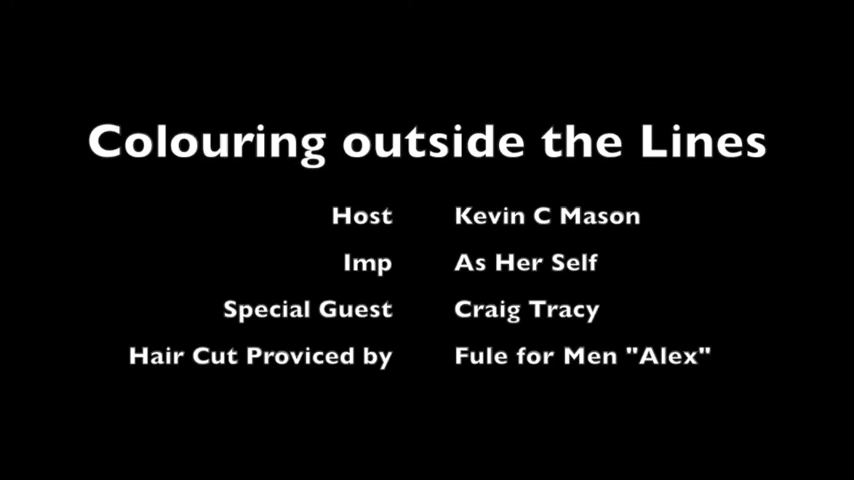 Colouring outside the Lines
Host Kevin C Mason
Imp As Her Self
Special Guest Craig Tracy
Hair Cut Proviced by Fule for Men "Alex"